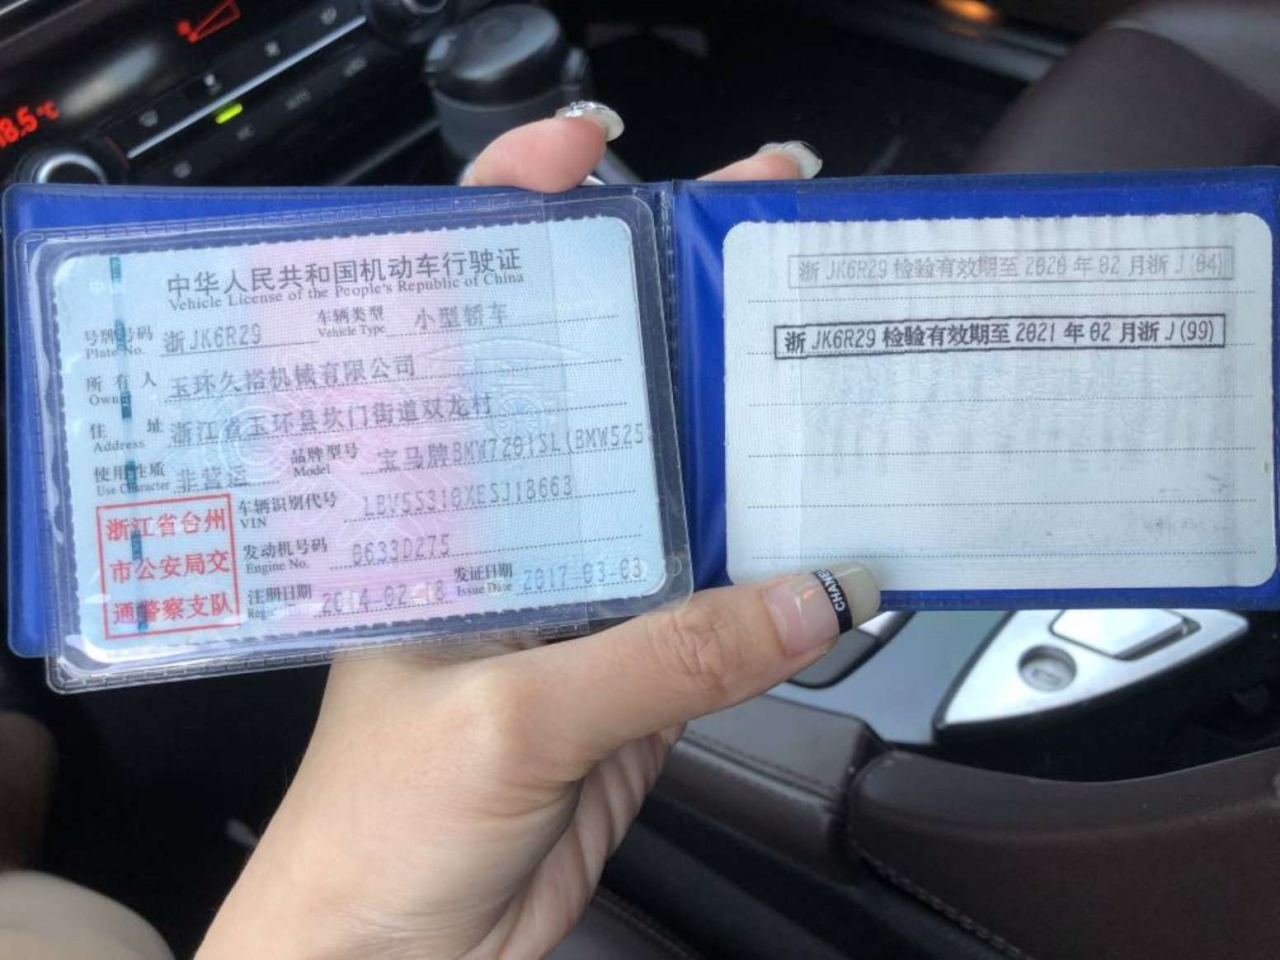 18.5℃
AUTO
中华人民共和国机动车行驶证
Vehicle License of the People's Republic of China
号牌号码 Plate No. 浙JK6R29 车辆类型 Vehicle Type 小型轿车
所有人 Owner 玉环久裕机械有限公司
住址 Address 浙江省玉环县坎门街道双龙村
使用性质 Use Character 非营运 品牌型号 Model 宝马牌BMW7201SL(BMW525
车辆识别代号 VIN LBV5S310XESJ18663
发动机号码 Engine No. 0633D275
注册日期 2014-02-18 发证日期 Issue Date 2017-03-03
浙江省台州
市公安局交
通警察支队
浙JK6R29 检验有效期至2020年02月浙J(04)
浙JK6R29 检验有效期至2021年02月浙J(99)
CHANEL